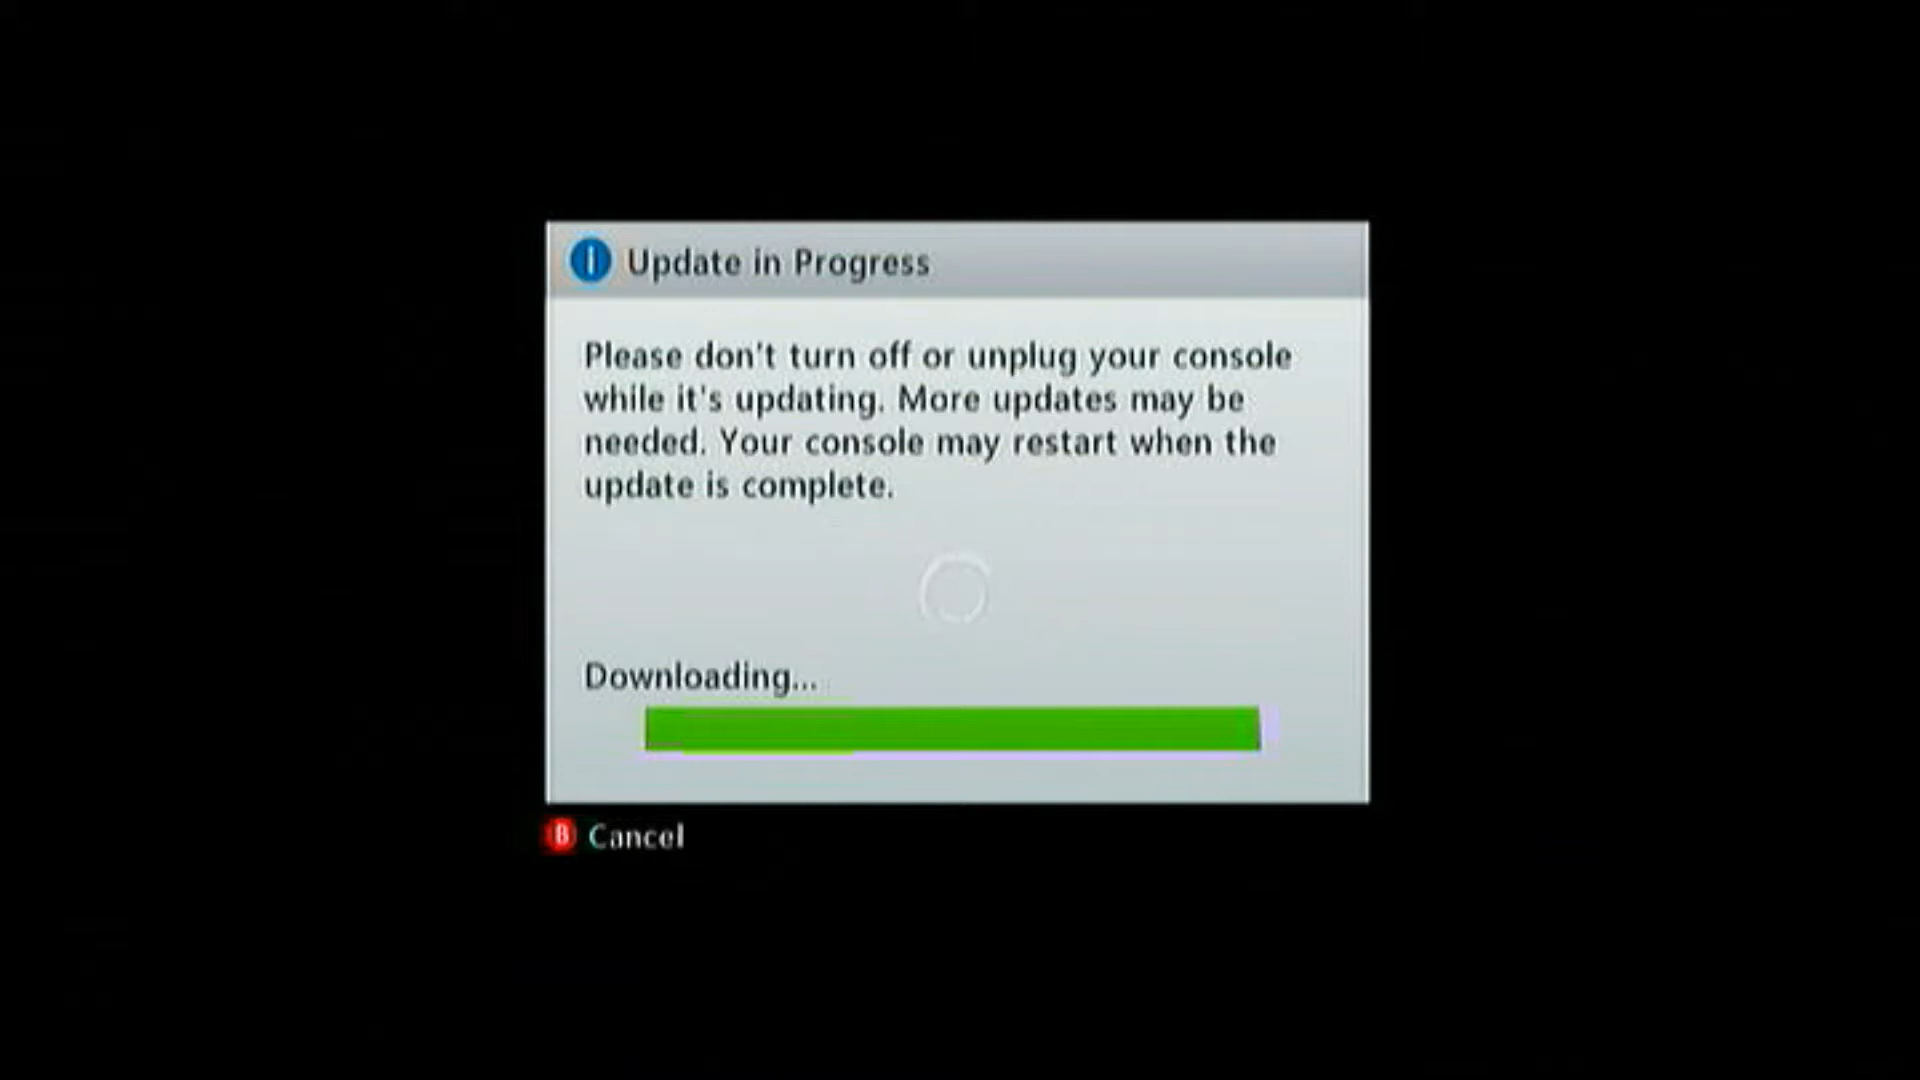 Update in Progress
Please don't turn off or unplug your console
while it's updating. More updates may be
needed. Your console may restart when the
update is complete.
Downloading...
B Cancel